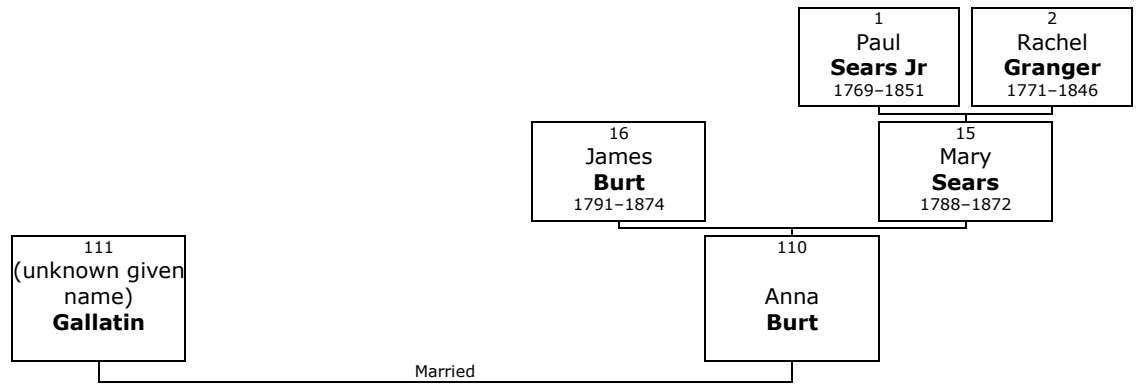 1
Paul
Sears Jr
1769–1851
2
Rachel
Granger
1771–1846
16
James
Burt
1791–1874
15
Mary
Sears
1788–1872
111
(unknown given
name)
Gallatin
110
Anna
Burt
Married